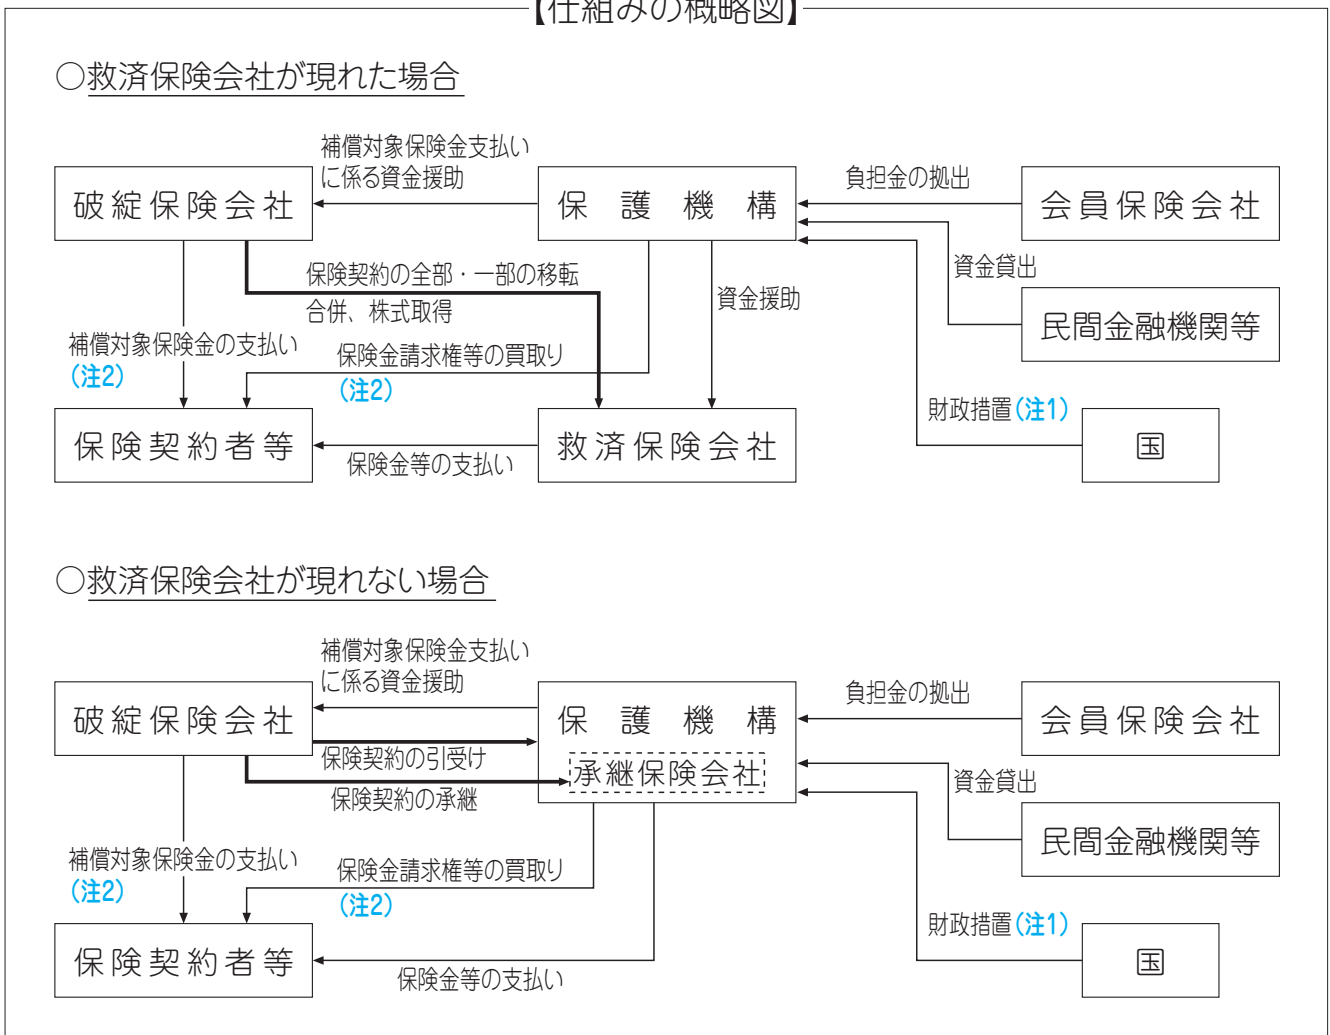 【仕組みの概略図】
○救済保険会社が現れた場合
補償対象保険金支払い
に係る資金援助
破綻保険会社
保護機構
負担金の拠出
会員保険会社
保険契約の全部・一部の移転
合併、株式取得
資金援助
資金貸出
民間金融機関等
補償対象保険金の支払い
(注2)
保険金請求権等の買取り
(注2)
財政措置(注1)
保険契約者等
保険金等の支払い
救済保険会社
国
○救済保険会社が現れない場合
補償対象保険金支払い
に係る資金援助
破綻保険会社
保護機構
負担金の拠出
会員保険会社
保険契約の引受け
承継保険会社
保険契約の承継
資金貸出
民間金融機関等
補償対象保険金の支払い
(注2)
保険金請求権等の買取り
(注2)
財政措置(注1)
保険契約者等
保険金等の支払い
国